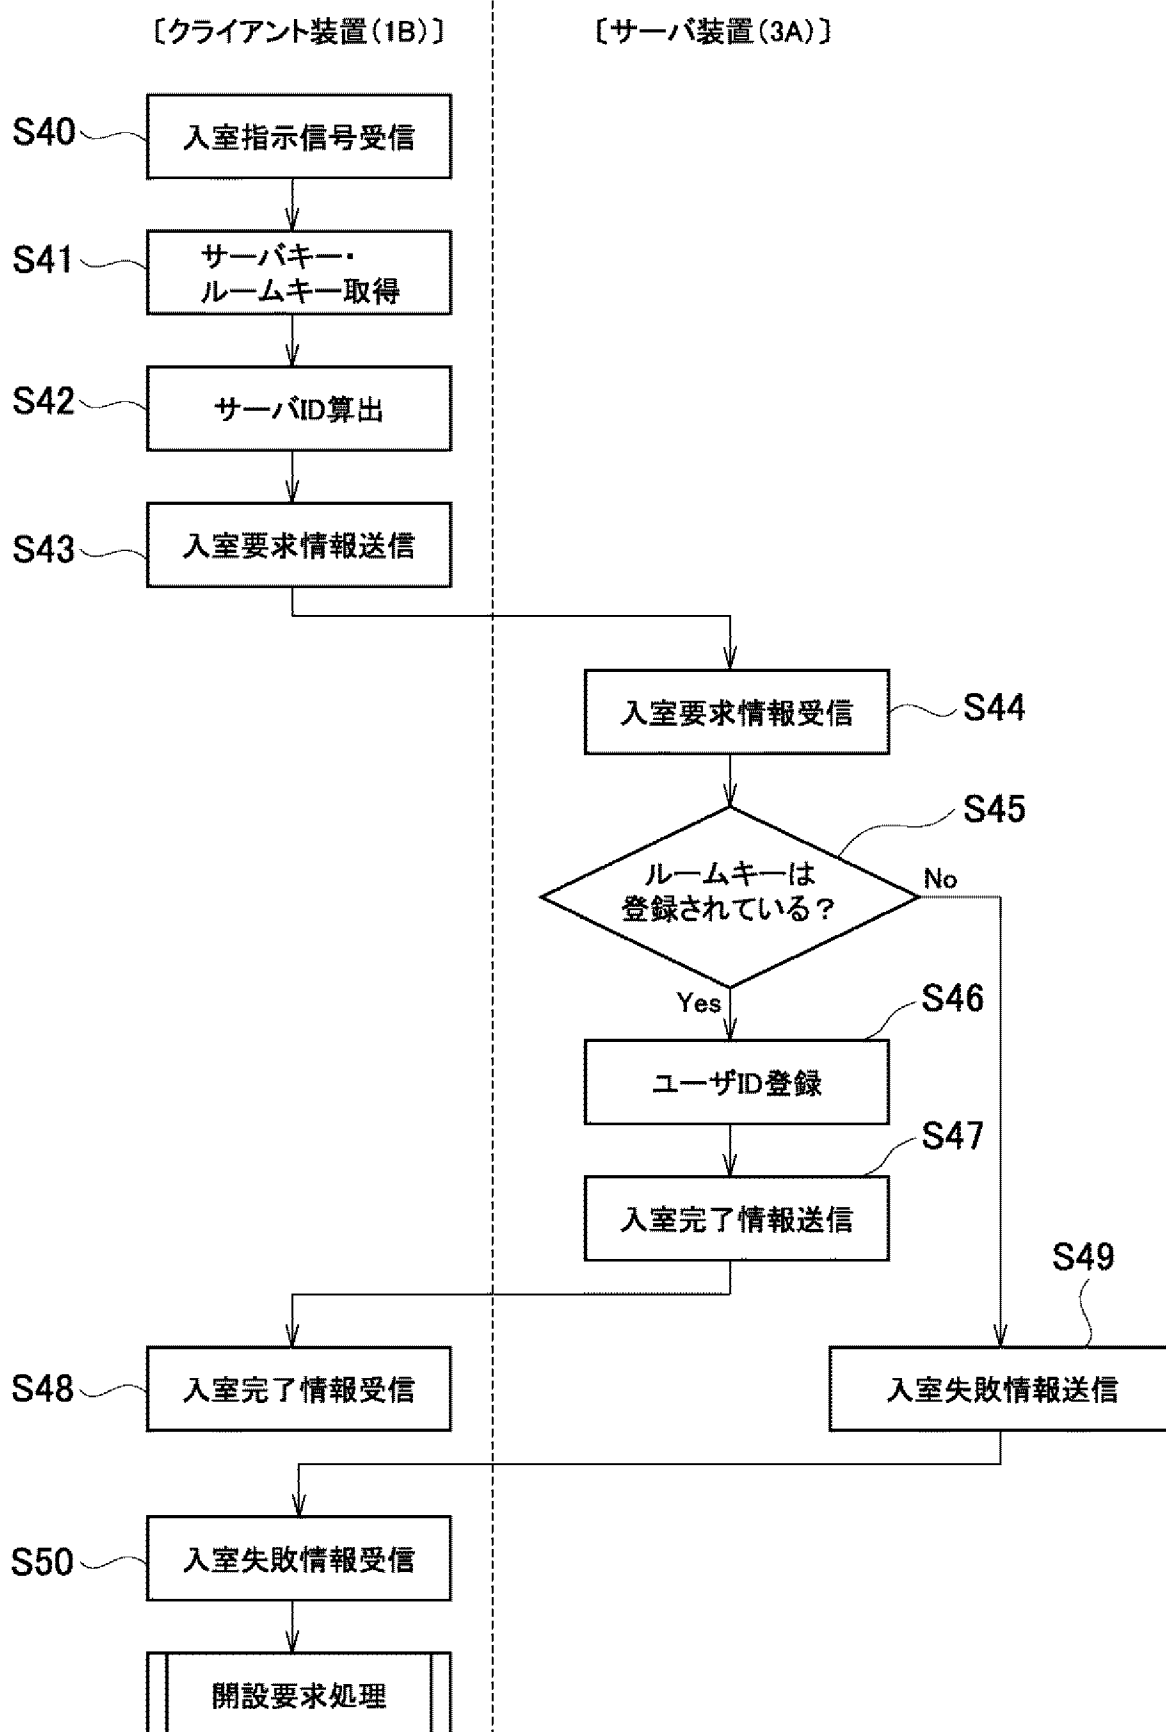 〔クライアント装置(1B)〕
〔サーバ装置(3A)〕
S40
入室指示信号受信
S41
サーバキー・
ルームキー取得
S42
サーバID算出
S43
入室要求情報送信
入室要求情報受信
S44
S45
ルームキーは
登録されている？
No
Yes
S46
ユーザID登録
S47
入室完了情報送信
S49
S48
入室完了情報受信
入室失敗情報送信
S50
入室失敗情報受信
開設要求処理